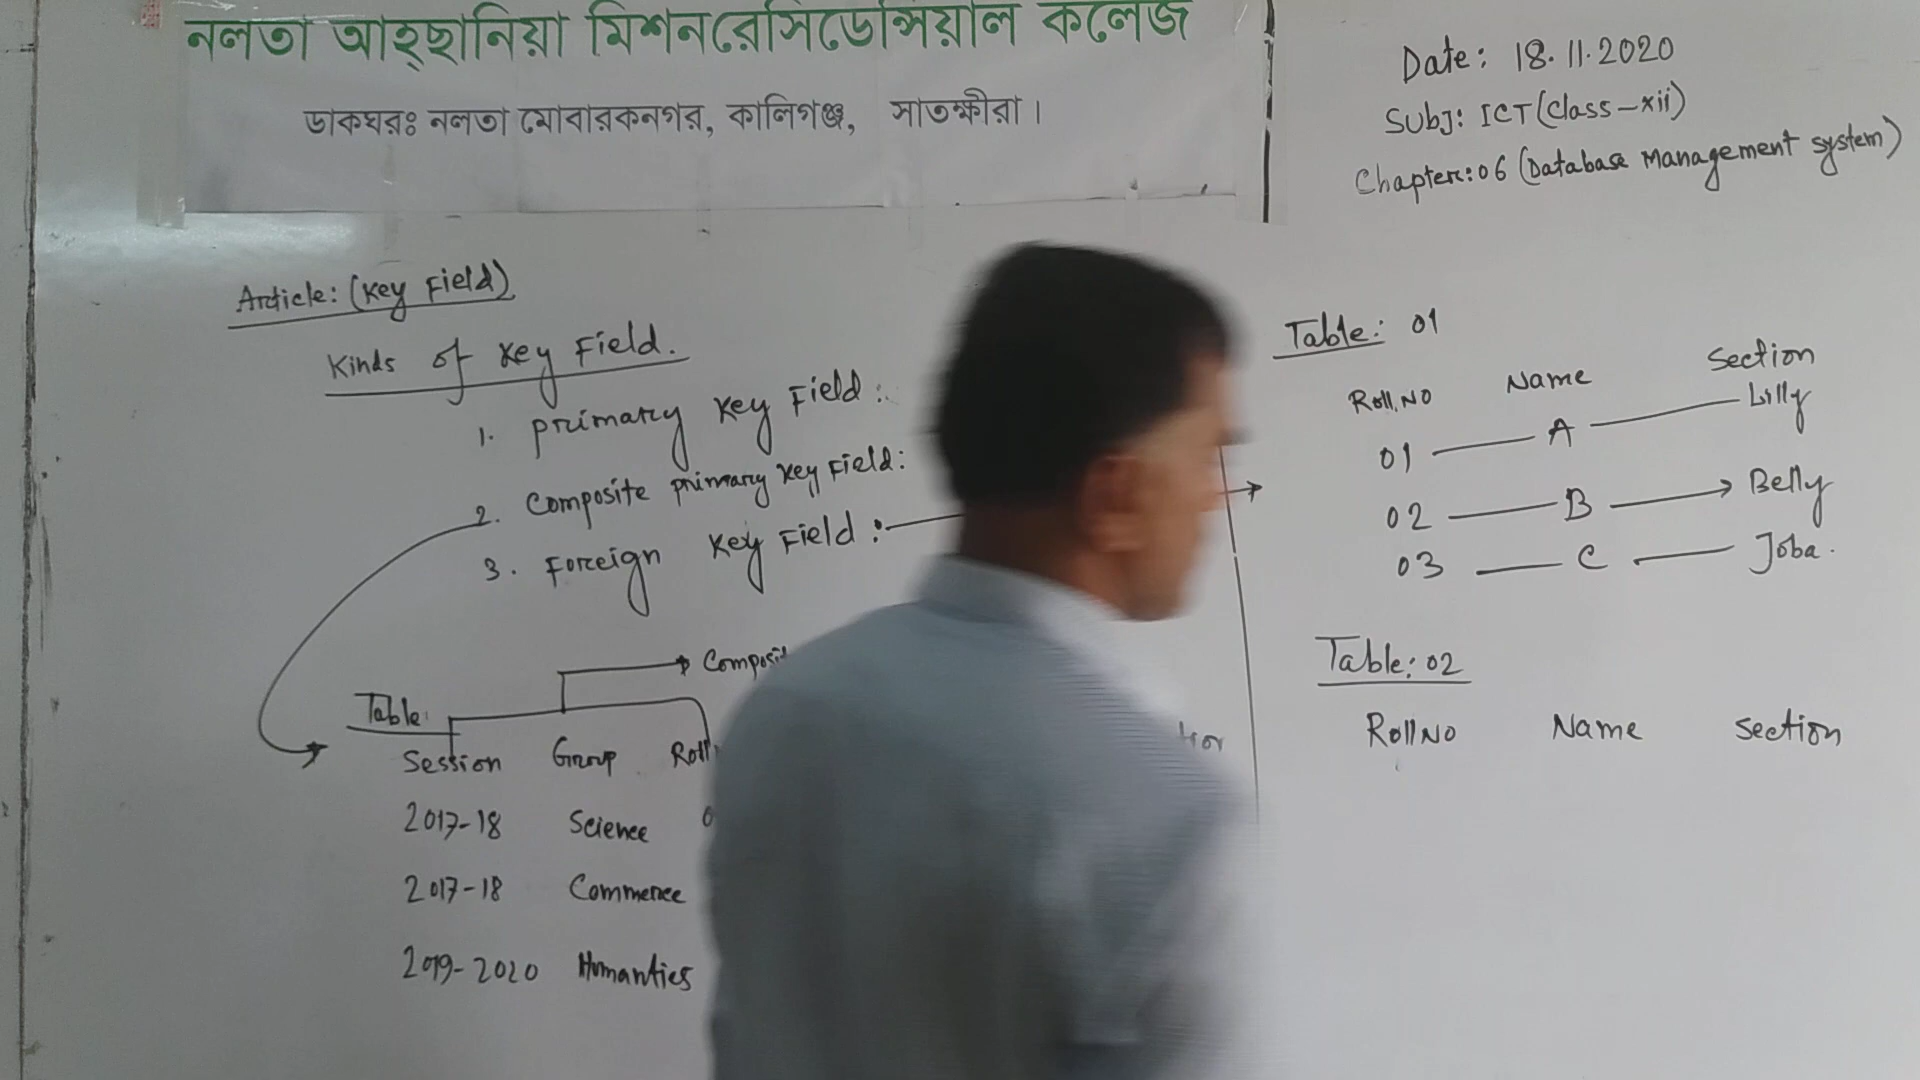 নলতা আহ্ছানিয়া মিশনরেসিডেন্সিয়াল কলেজ
ডাকঘরঃ নলতা মোবারকনগর, কালিগঞ্জ, সাতক্ষীরা।
Date: 18.11.2020
Subj: ICT (Class-xii)
Chapter: 06 (Database Management System)
Article: (Key Field)
Kinds of Key Field.
1. Primary Key Field:
2. Composite primary Key Field:
3. Foreign Key Field:
Table:
Session Group Roll
2017-18 Science
2017-18 Commerce
2019-2020 Humanties
Table: 01
Roll.No Name Section
01 A Lilly
02 B Belly
03 C Joba.
Table: 02
Roll No Name Section